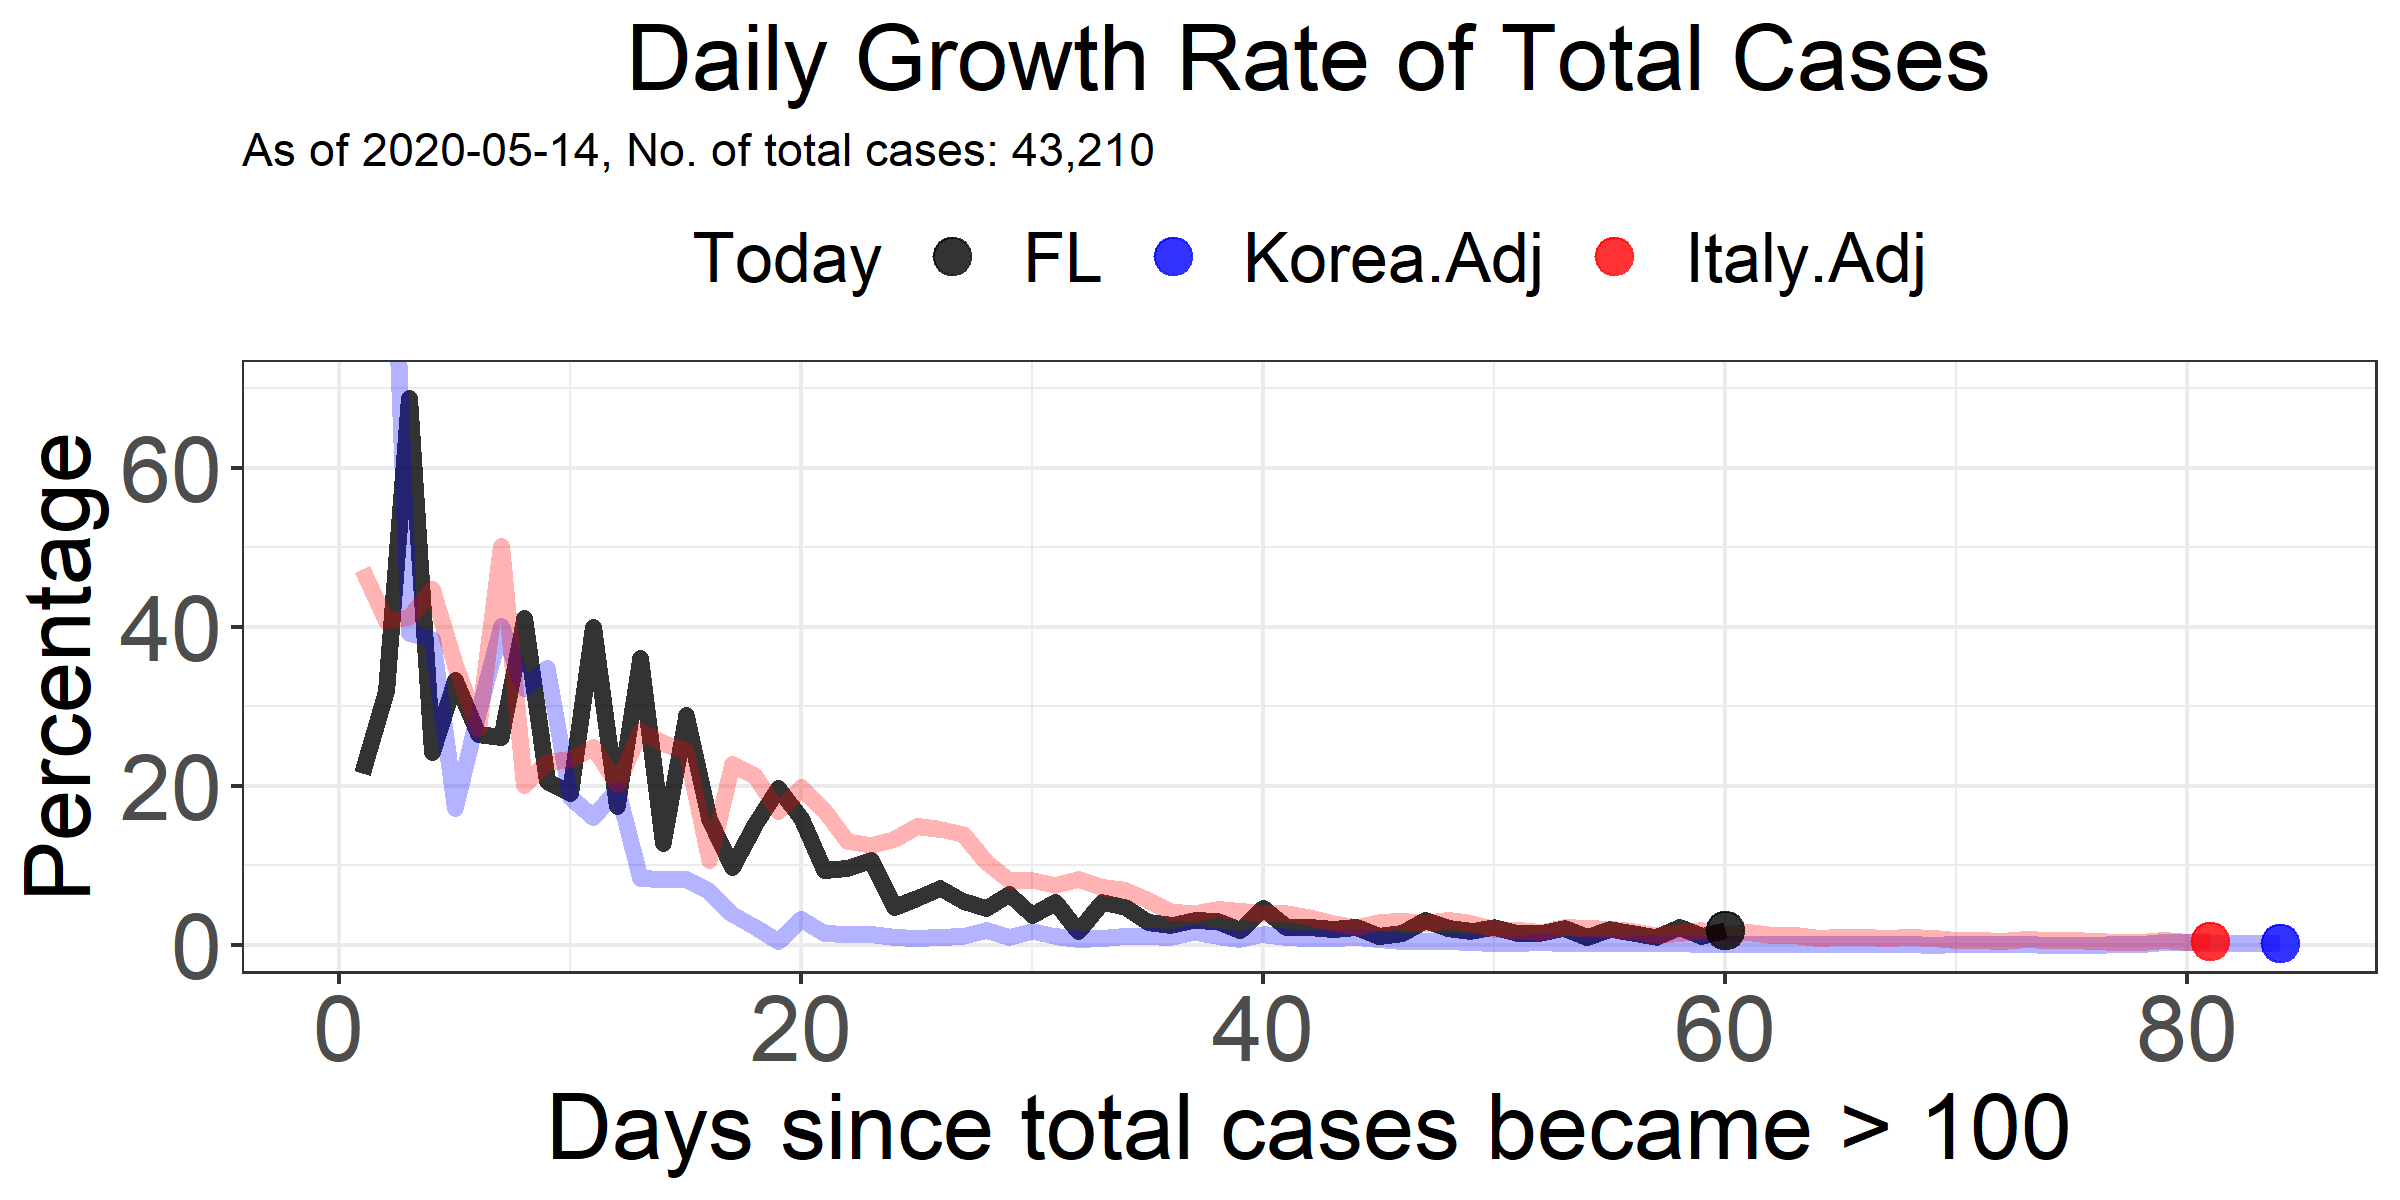 Daily Growth Rate of Total Cases
As of 2020-05-14, No. of total cases: 43,210
Today FL Korea.Adj Italy.Adj
Percentage
60
40
20
0
0 20 40 60 80
Days since total cases became > 100